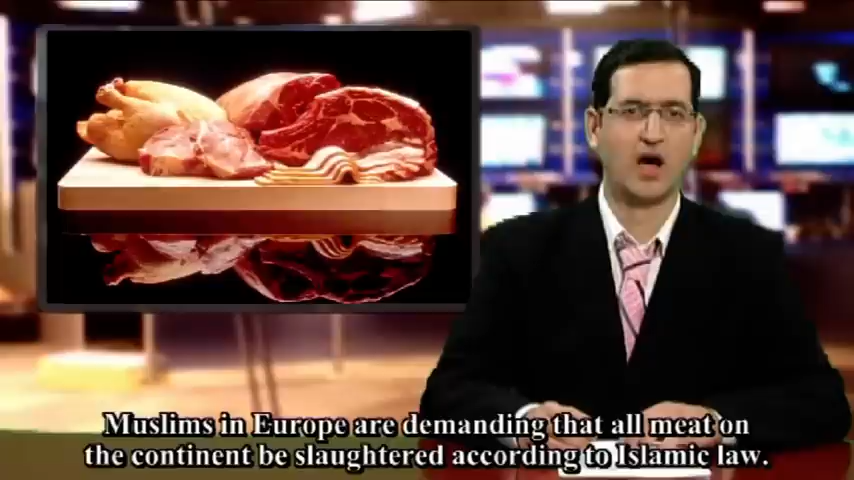 Muslims in Europe are demanding that all meat on
the continent be slaughtered according to Islamic law.